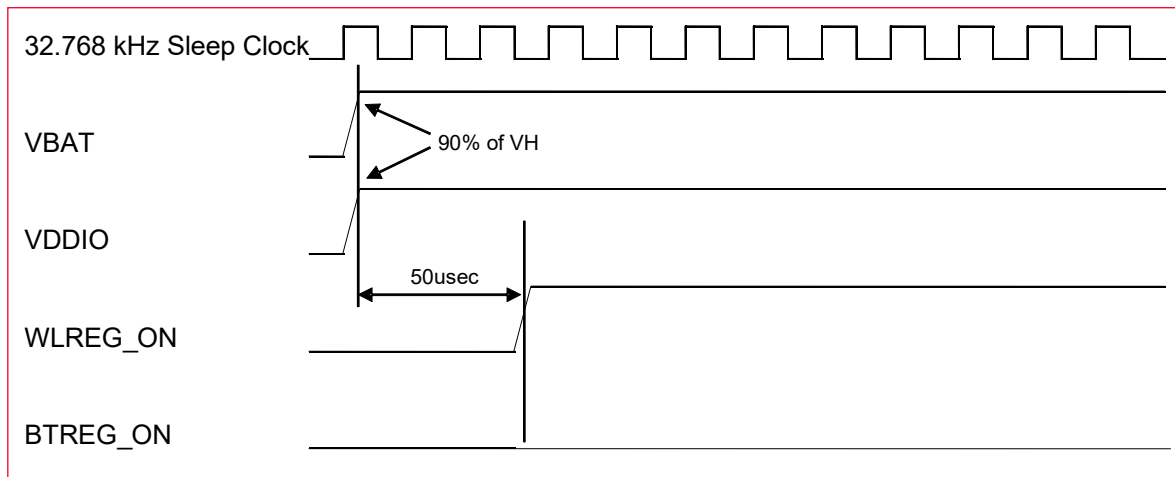 32.768 kHz Sleep Clock
VBAT
90% of VH
VDDIO
50usec
WLREG_ON
BTREG_ON